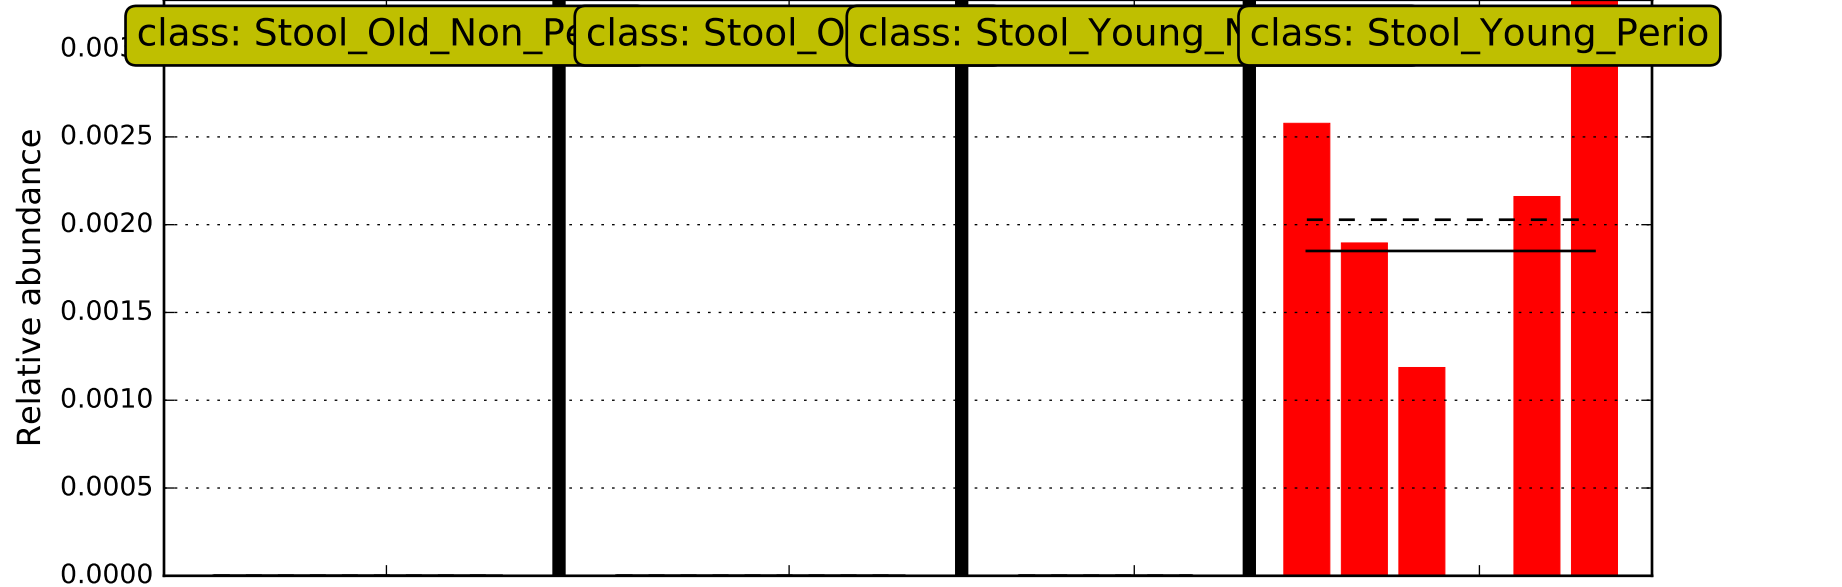 class: Stool_Old_Non_Pe
class: Stool_O
class: Stool_Young_
class: Stool_Young_Perio
0.0025
0.0020
0.0015
0.0010
0.0005
0.0000
Relative abundance